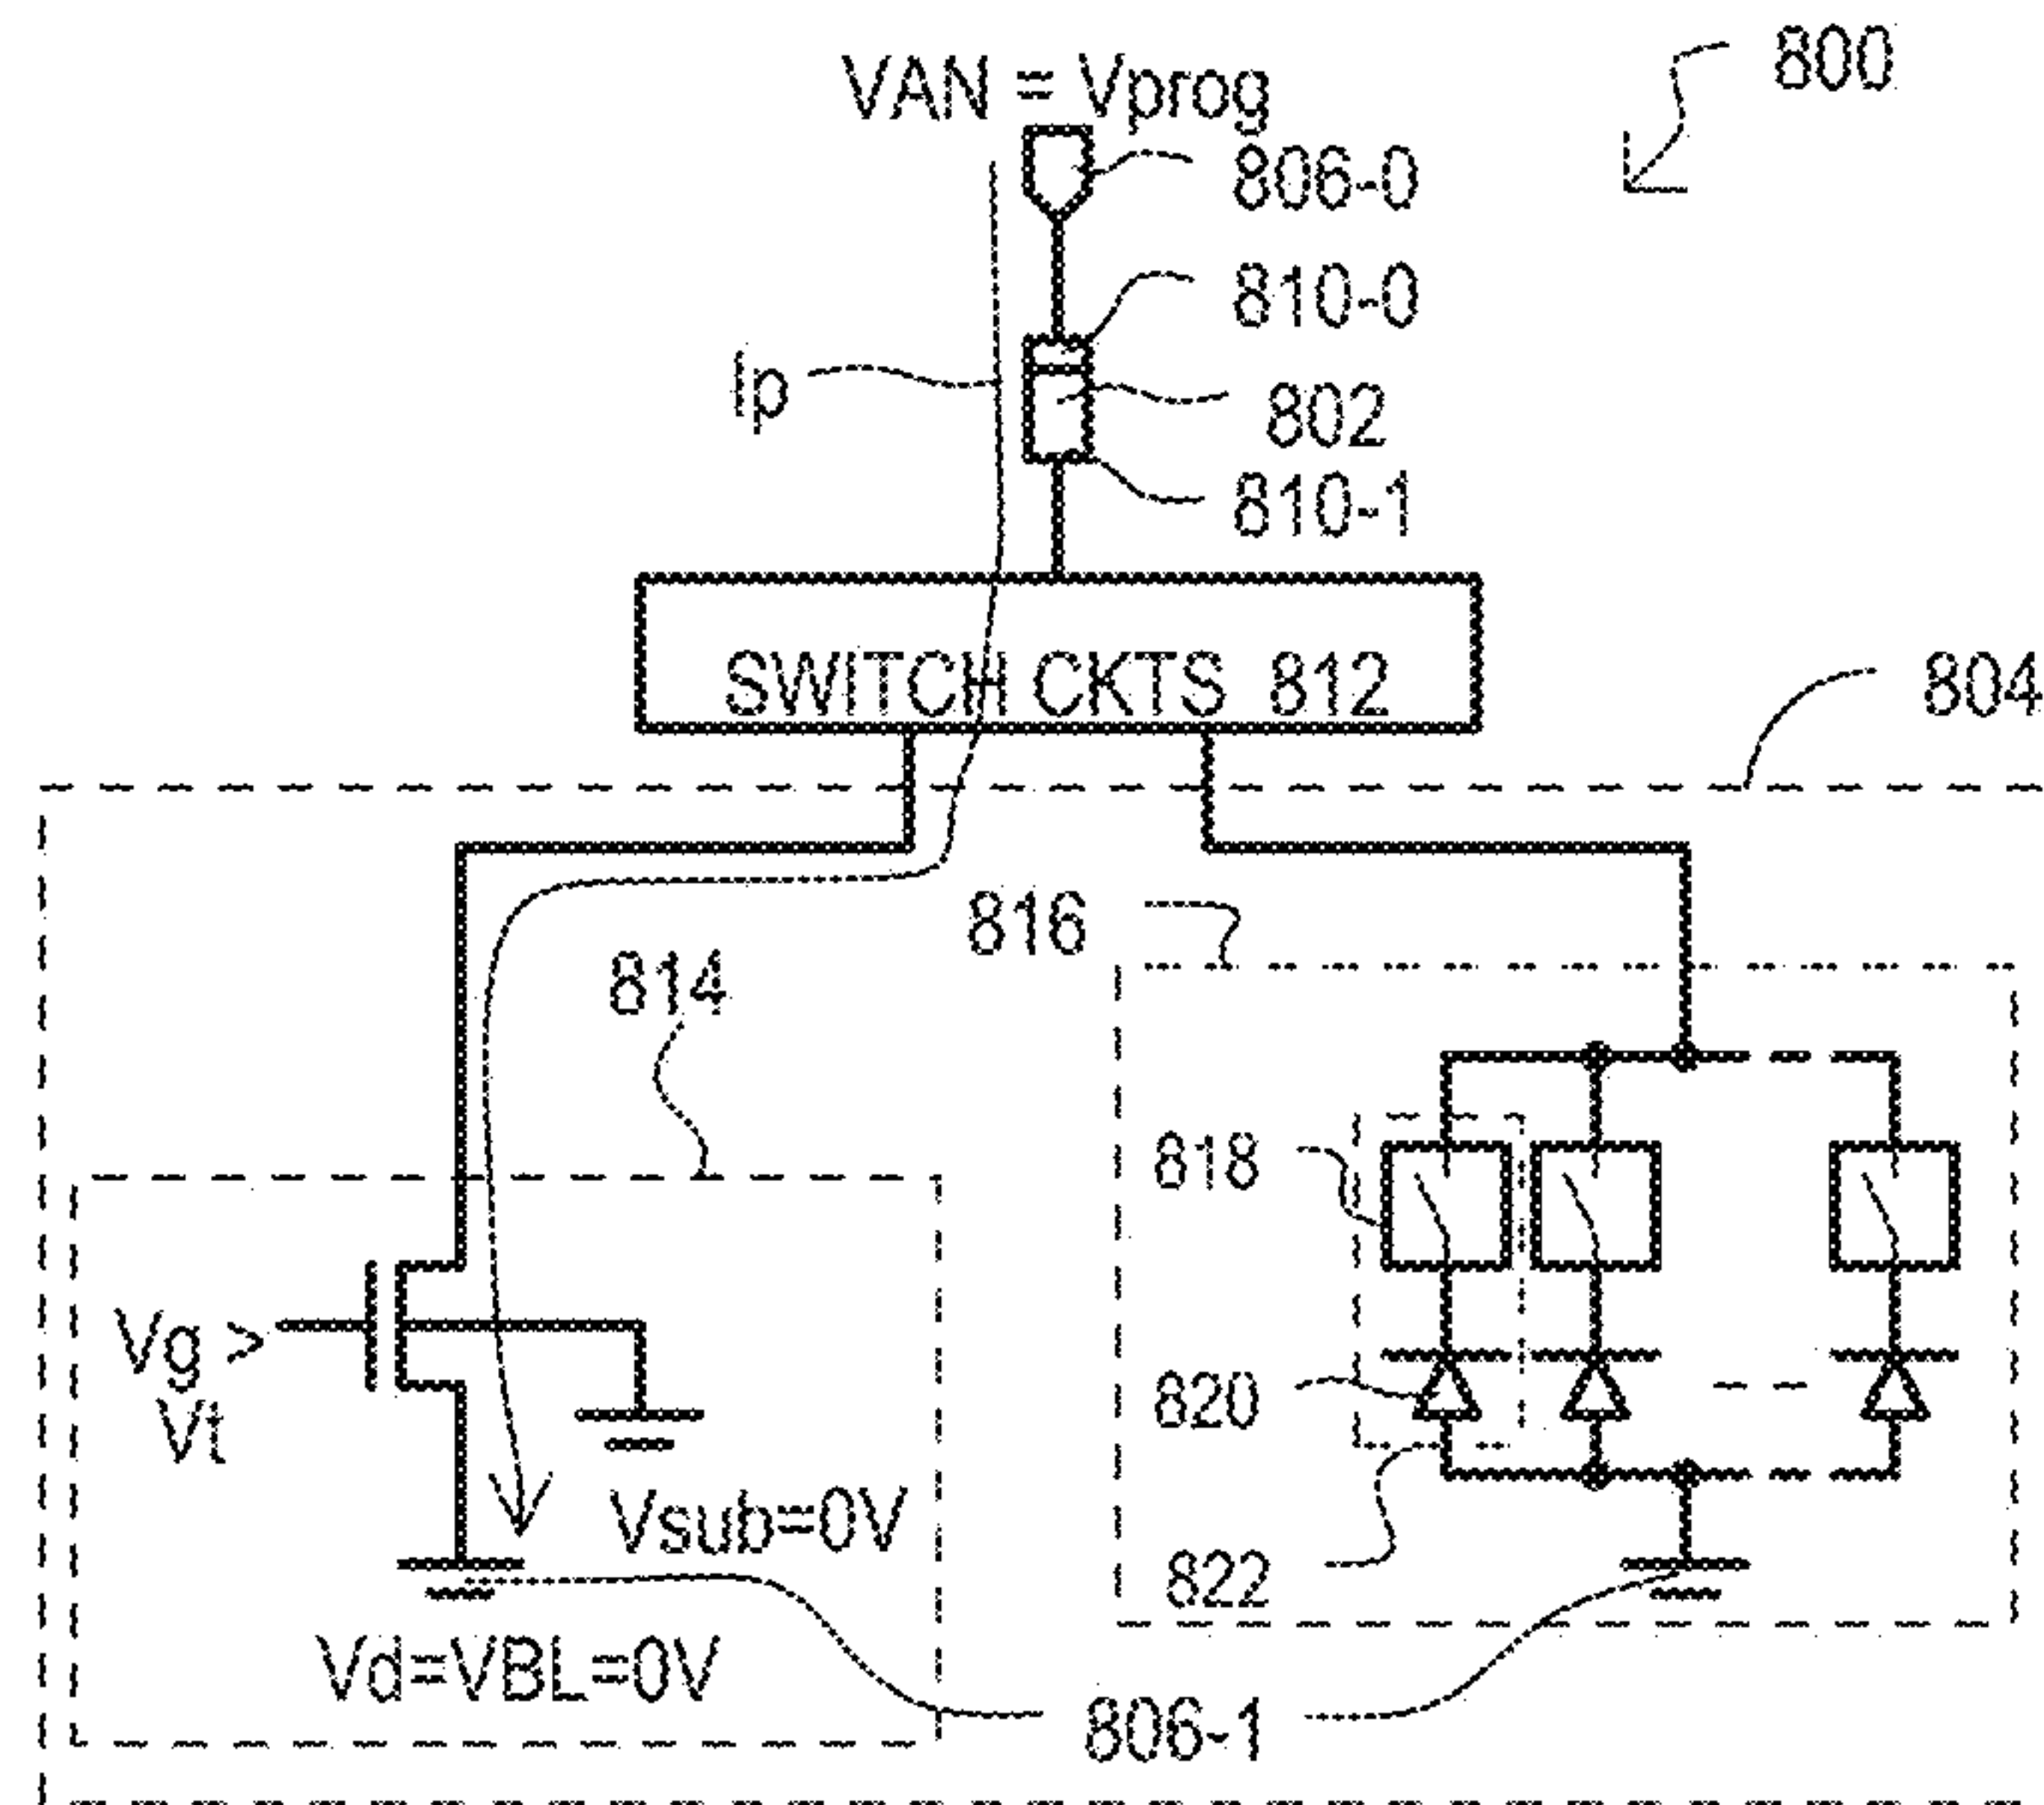 800
VAN = Vprog
806-0
810-0
Ip
802
810-1
SWITCH CKTS 812
804
816
814
818
Vg >
Vt
820
Vsub=0V
822
Vd=VBL=0V
806-1